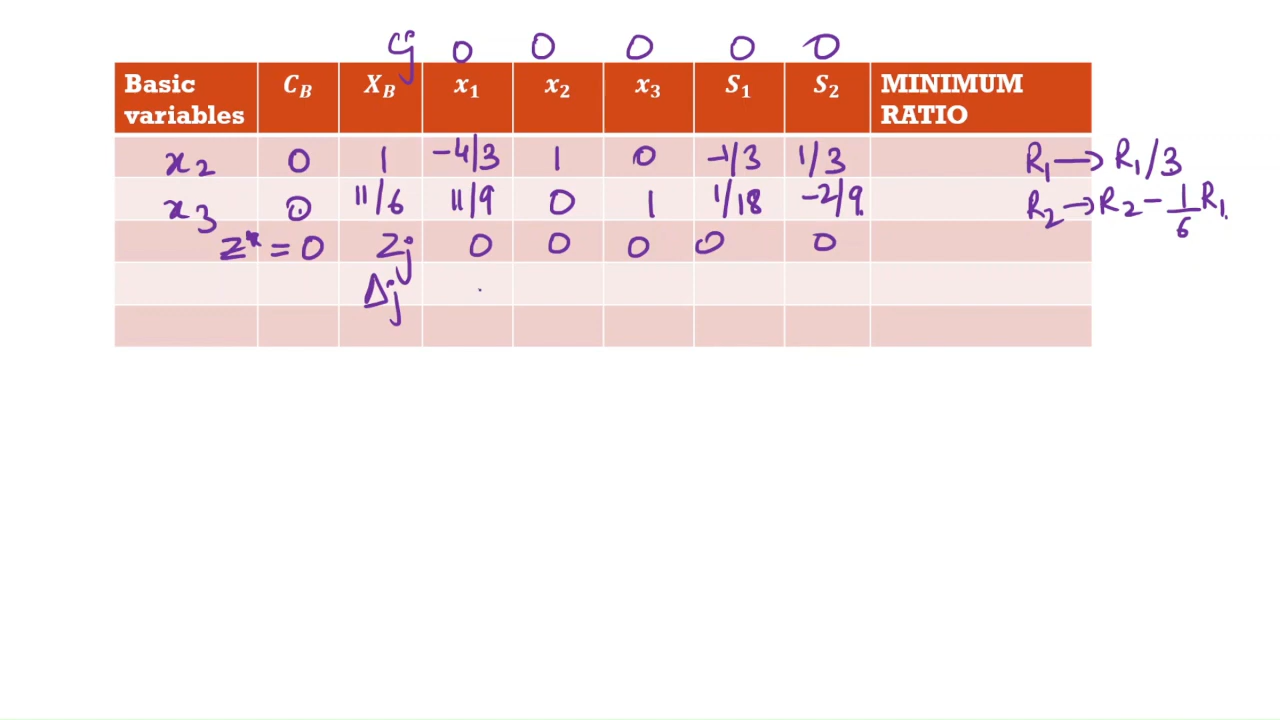 Cj 0 0 0 0 0
Basic variables C_B X_B x₁ x₂ x₃ S₁ S₂ MINIMUM RATIO
x₂ 0 1 -4/3 1 0 -1/3 1/3 R₁ → R₁/3
x₃ 0 11/6 11/9 0 1 1/18 -2/9 R₂ → R₂ - 1/6 R₁
Z* = 0 Zj 0 0 0 0 0
Δj